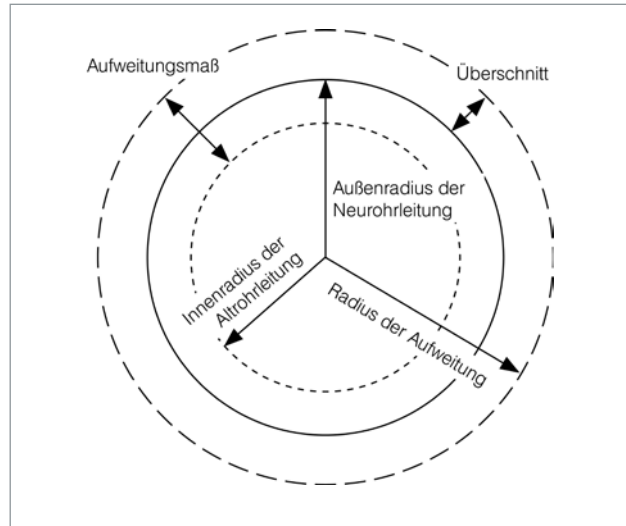 Aufweitungsmaß
Überschnitt
Außenradius der
Neurohrleitung
Innenradius der
Altrohrleitung
Radius der Aufweitung